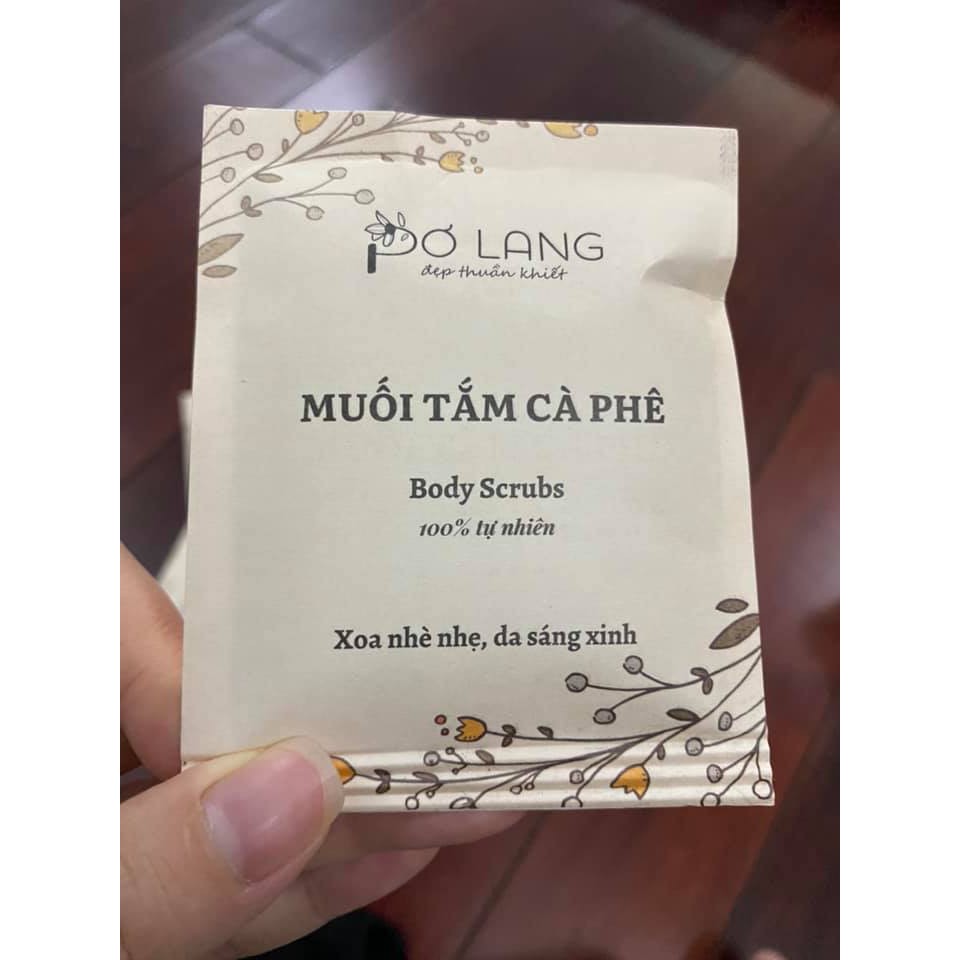 PƠ LANG
đẹp thuần khiết
MUỐI TẮM CÀ PHÊ
Body Scrubs
100% tự nhiên
Xoa nhè nhẹ, da sáng xinh